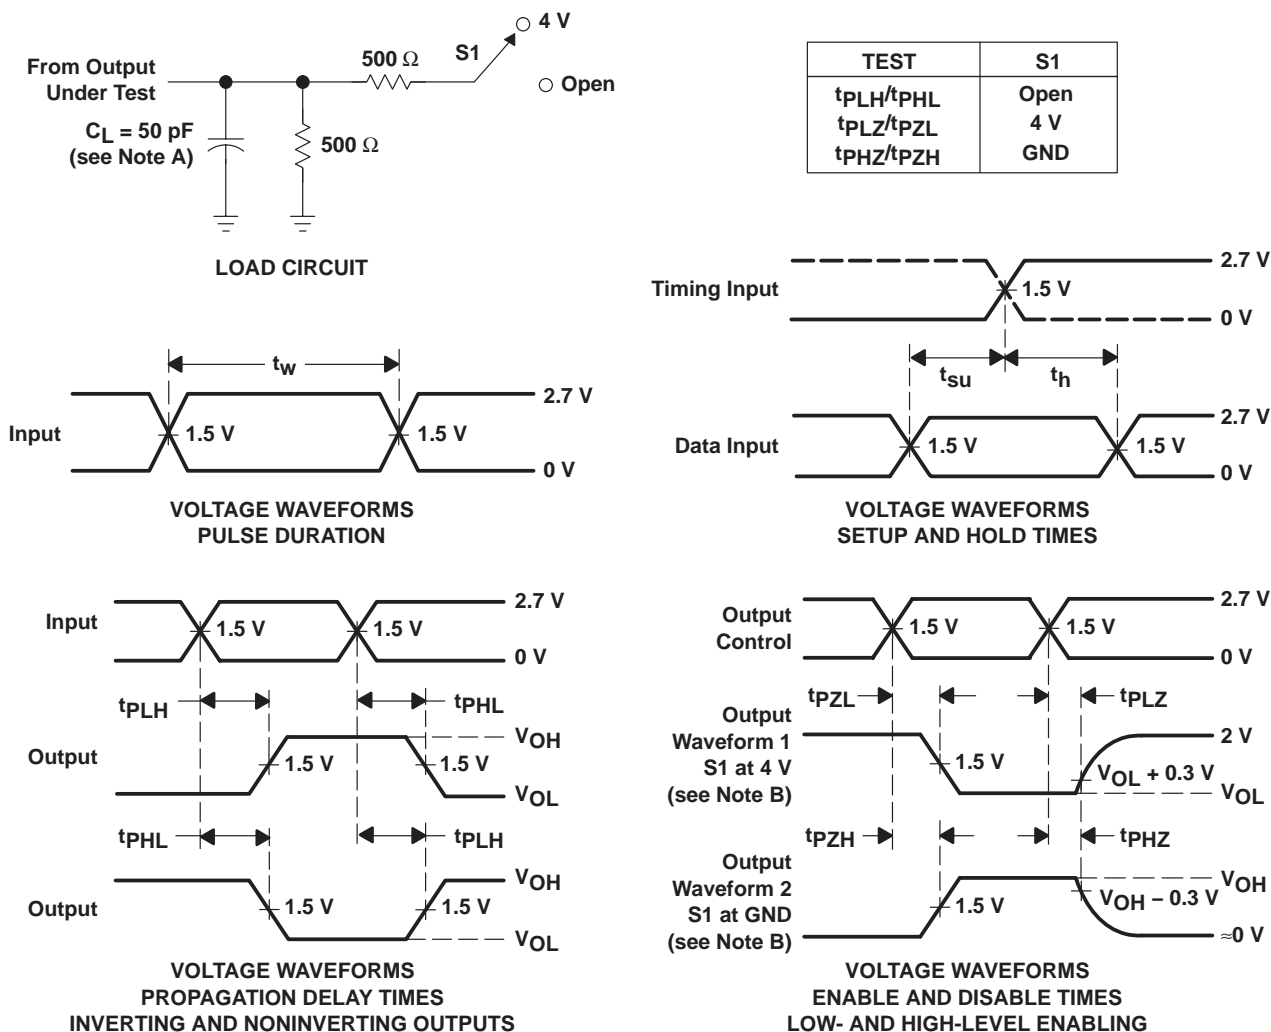 From Output
Under Test
CL = 50 pF
(see Note A)
500 Ω
500 Ω
S1
4 V
Open
LOAD CIRCUIT
TEST S1
tPLH/tPHL Open
tPLZ/tPZL 4 V
tPHZ/tPZH GND
Timing Input
1.5 V
2.7 V
0 V
tsu
th
Data Input
1.5 V
1.5 V
2.7 V
0 V
VOLTAGE WAVEFORMS
SETUP AND HOLD TIMES
tw
Input
1.5 V
1.5 V
2.7 V
0 V
VOLTAGE WAVEFORMS
PULSE DURATION
Input
1.5 V
1.5 V
2.7 V
0 V
tPLH
tPHL
Output
1.5 V
1.5 V
VOH
VOL
tPHL
tPLH
Output
1.5 V
1.5 V
VOH
VOL
VOLTAGE WAVEFORMS
PROPAGATION DELAY TIMES
INVERTING AND NONINVERTING OUTPUTS
Output
Control
1.5 V
1.5 V
2.7 V
0 V
tPZL
tPLZ
Output
Waveform 1
S1 at 4 V
(see Note B)
1.5 V
2 V
VOL + 0.3 V
VOL
tPZH
tPHZ
Output
Waveform 2
S1 at GND
(see Note B)
1.5 V
VOH
VOH − 0.3 V
≈0 V
VOLTAGE WAVEFORMS
ENABLE AND DISABLE TIMES
LOW- AND HIGH-LEVEL ENABLING